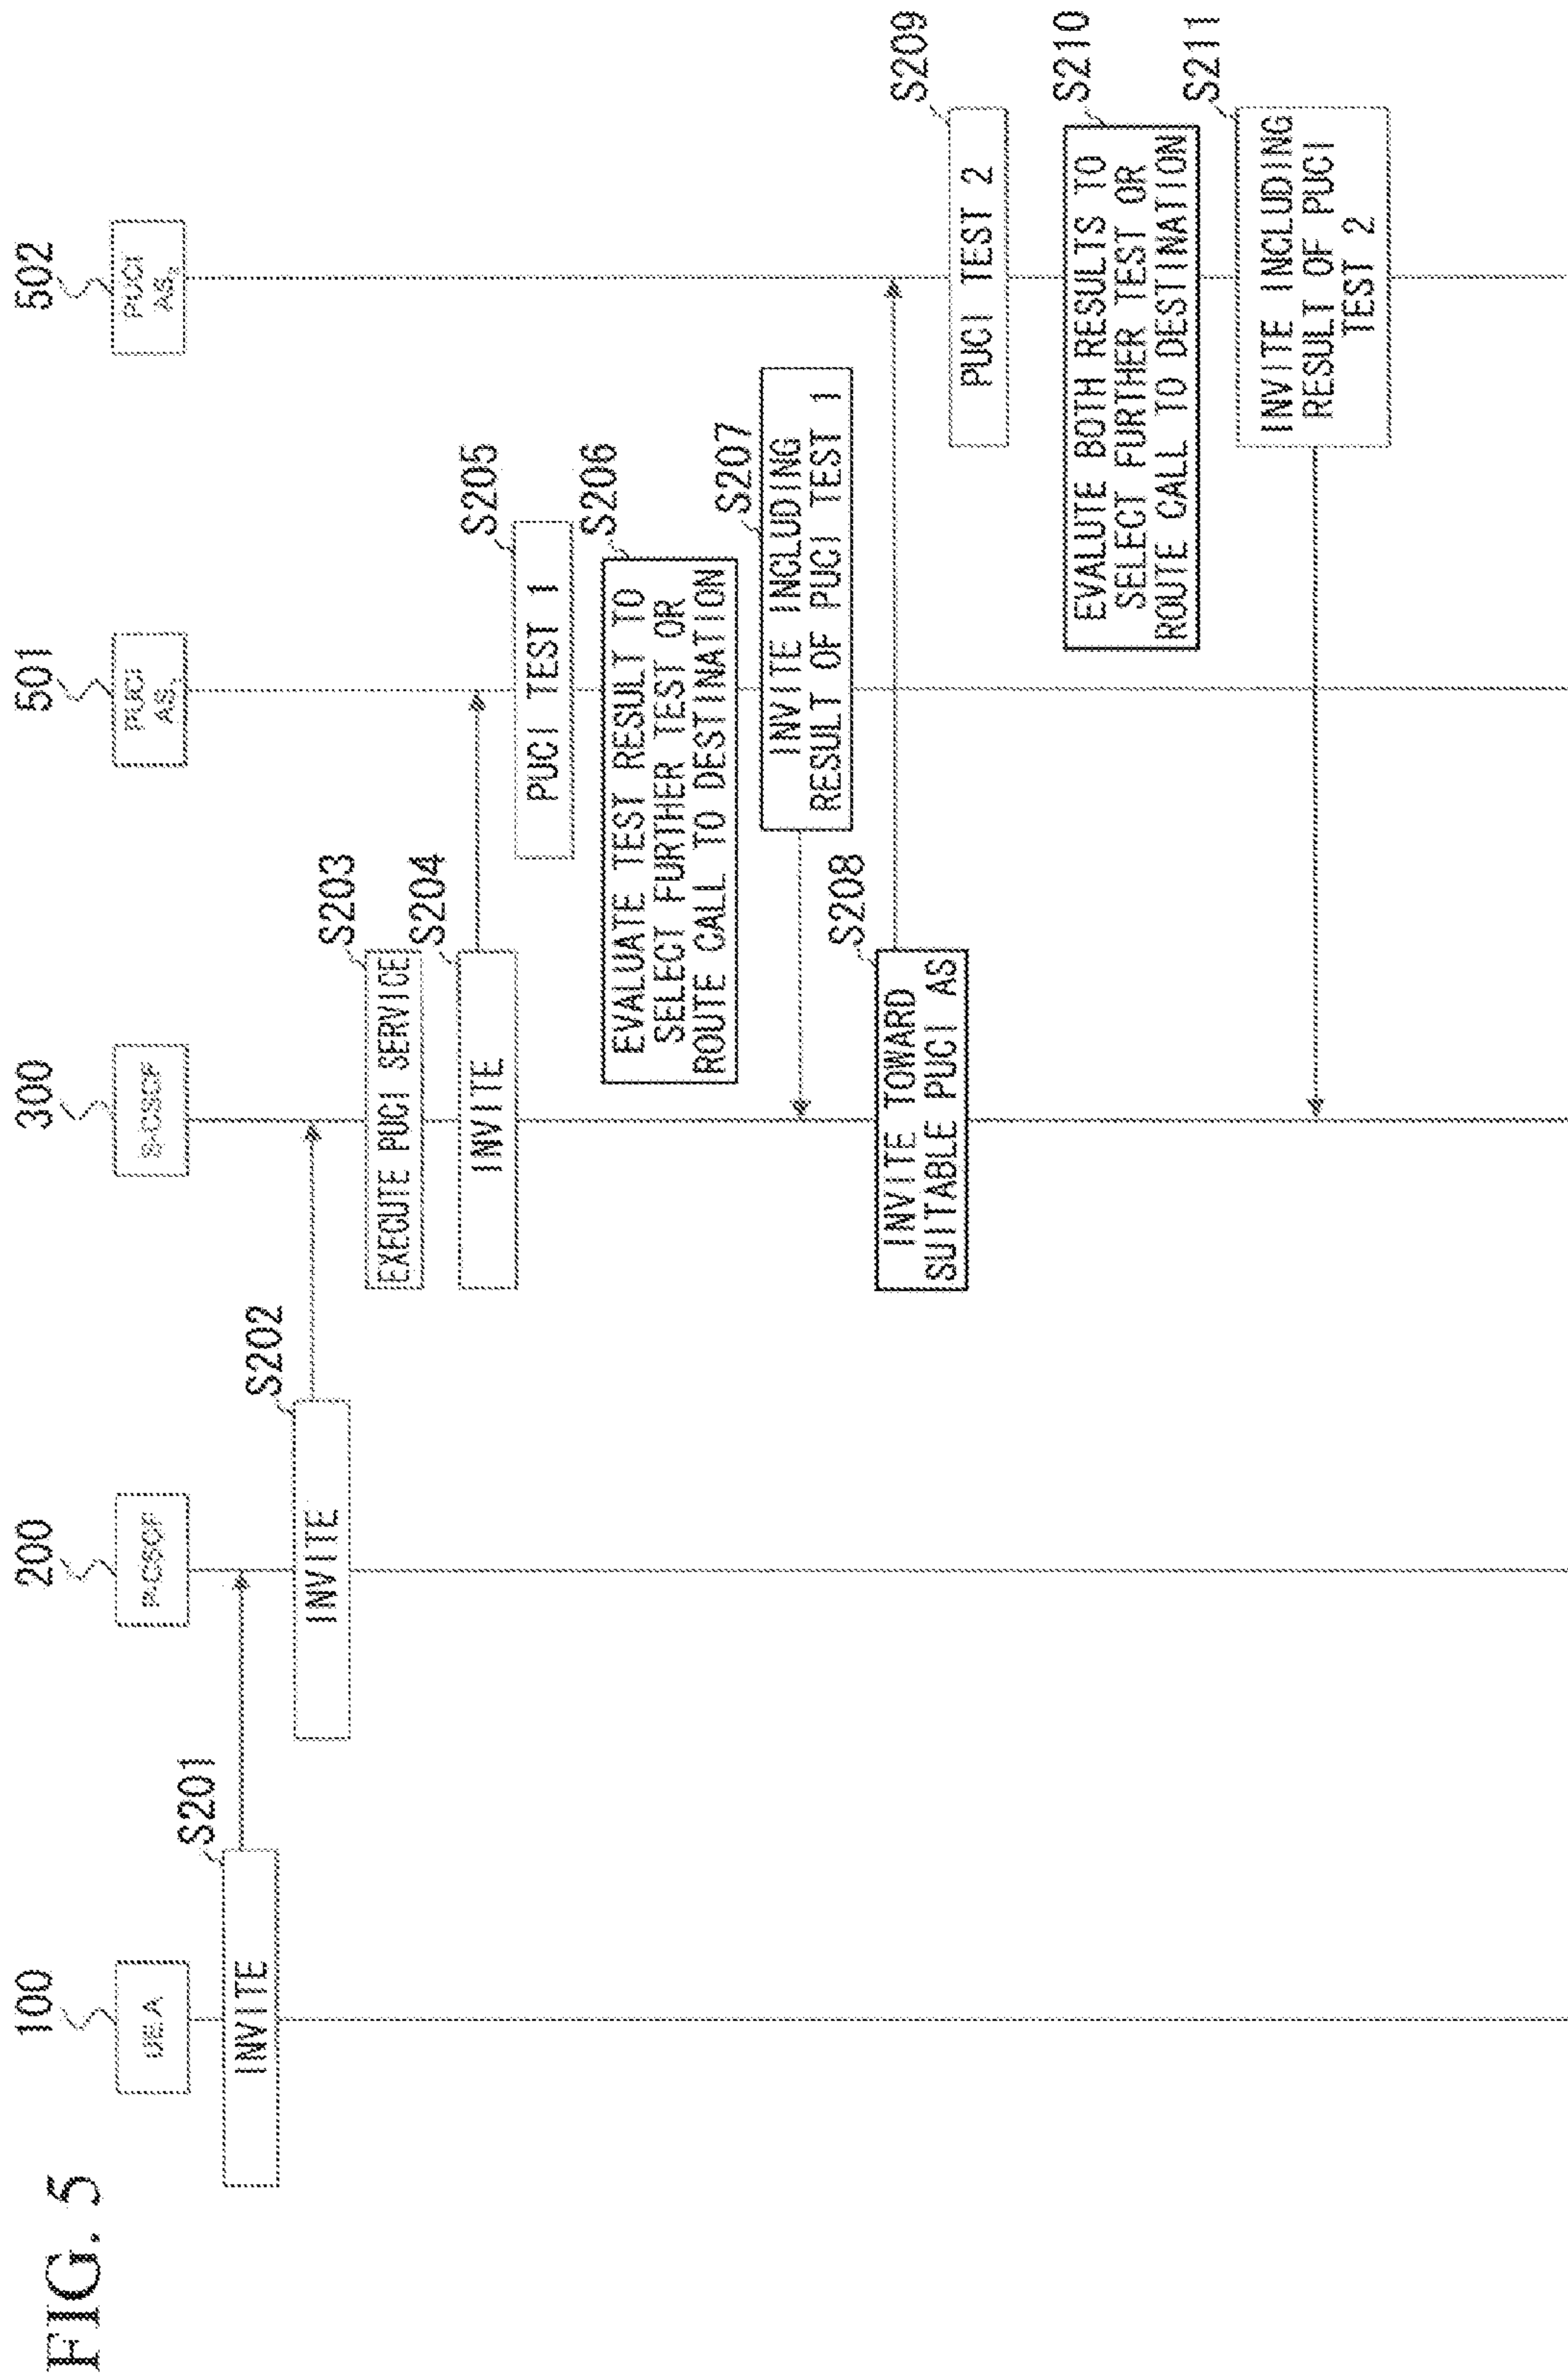 FIG. 5
100
200
300
501
502
UE A
P-CSCF
S-CSCF
PUCI
AS1
PUCI
AS2
S201
INVITE
S202
INVITE
S203
EXECUTE PUCI SERVICE
S204
INVITE
S205
PUCI TEST 1
S206
EVALUATE TEST RESULT TO
SELECT FURTHER TEST OR
ROUTE CALL TO DESTINATION
S207
INVITE INCLUDING
RESULT OF PUCI TEST 1
S208
INVITE TOWARD
SUITABLE PUCI AS
S209
PUCI TEST 2
S210
EVALUTE BOTH RESULTS TO
SELECT FURTHER TEST OR
ROUTE CALL TO DESTINATION
S211
INVITE INCLUDING
RESULT OF PUCI
TEST 2